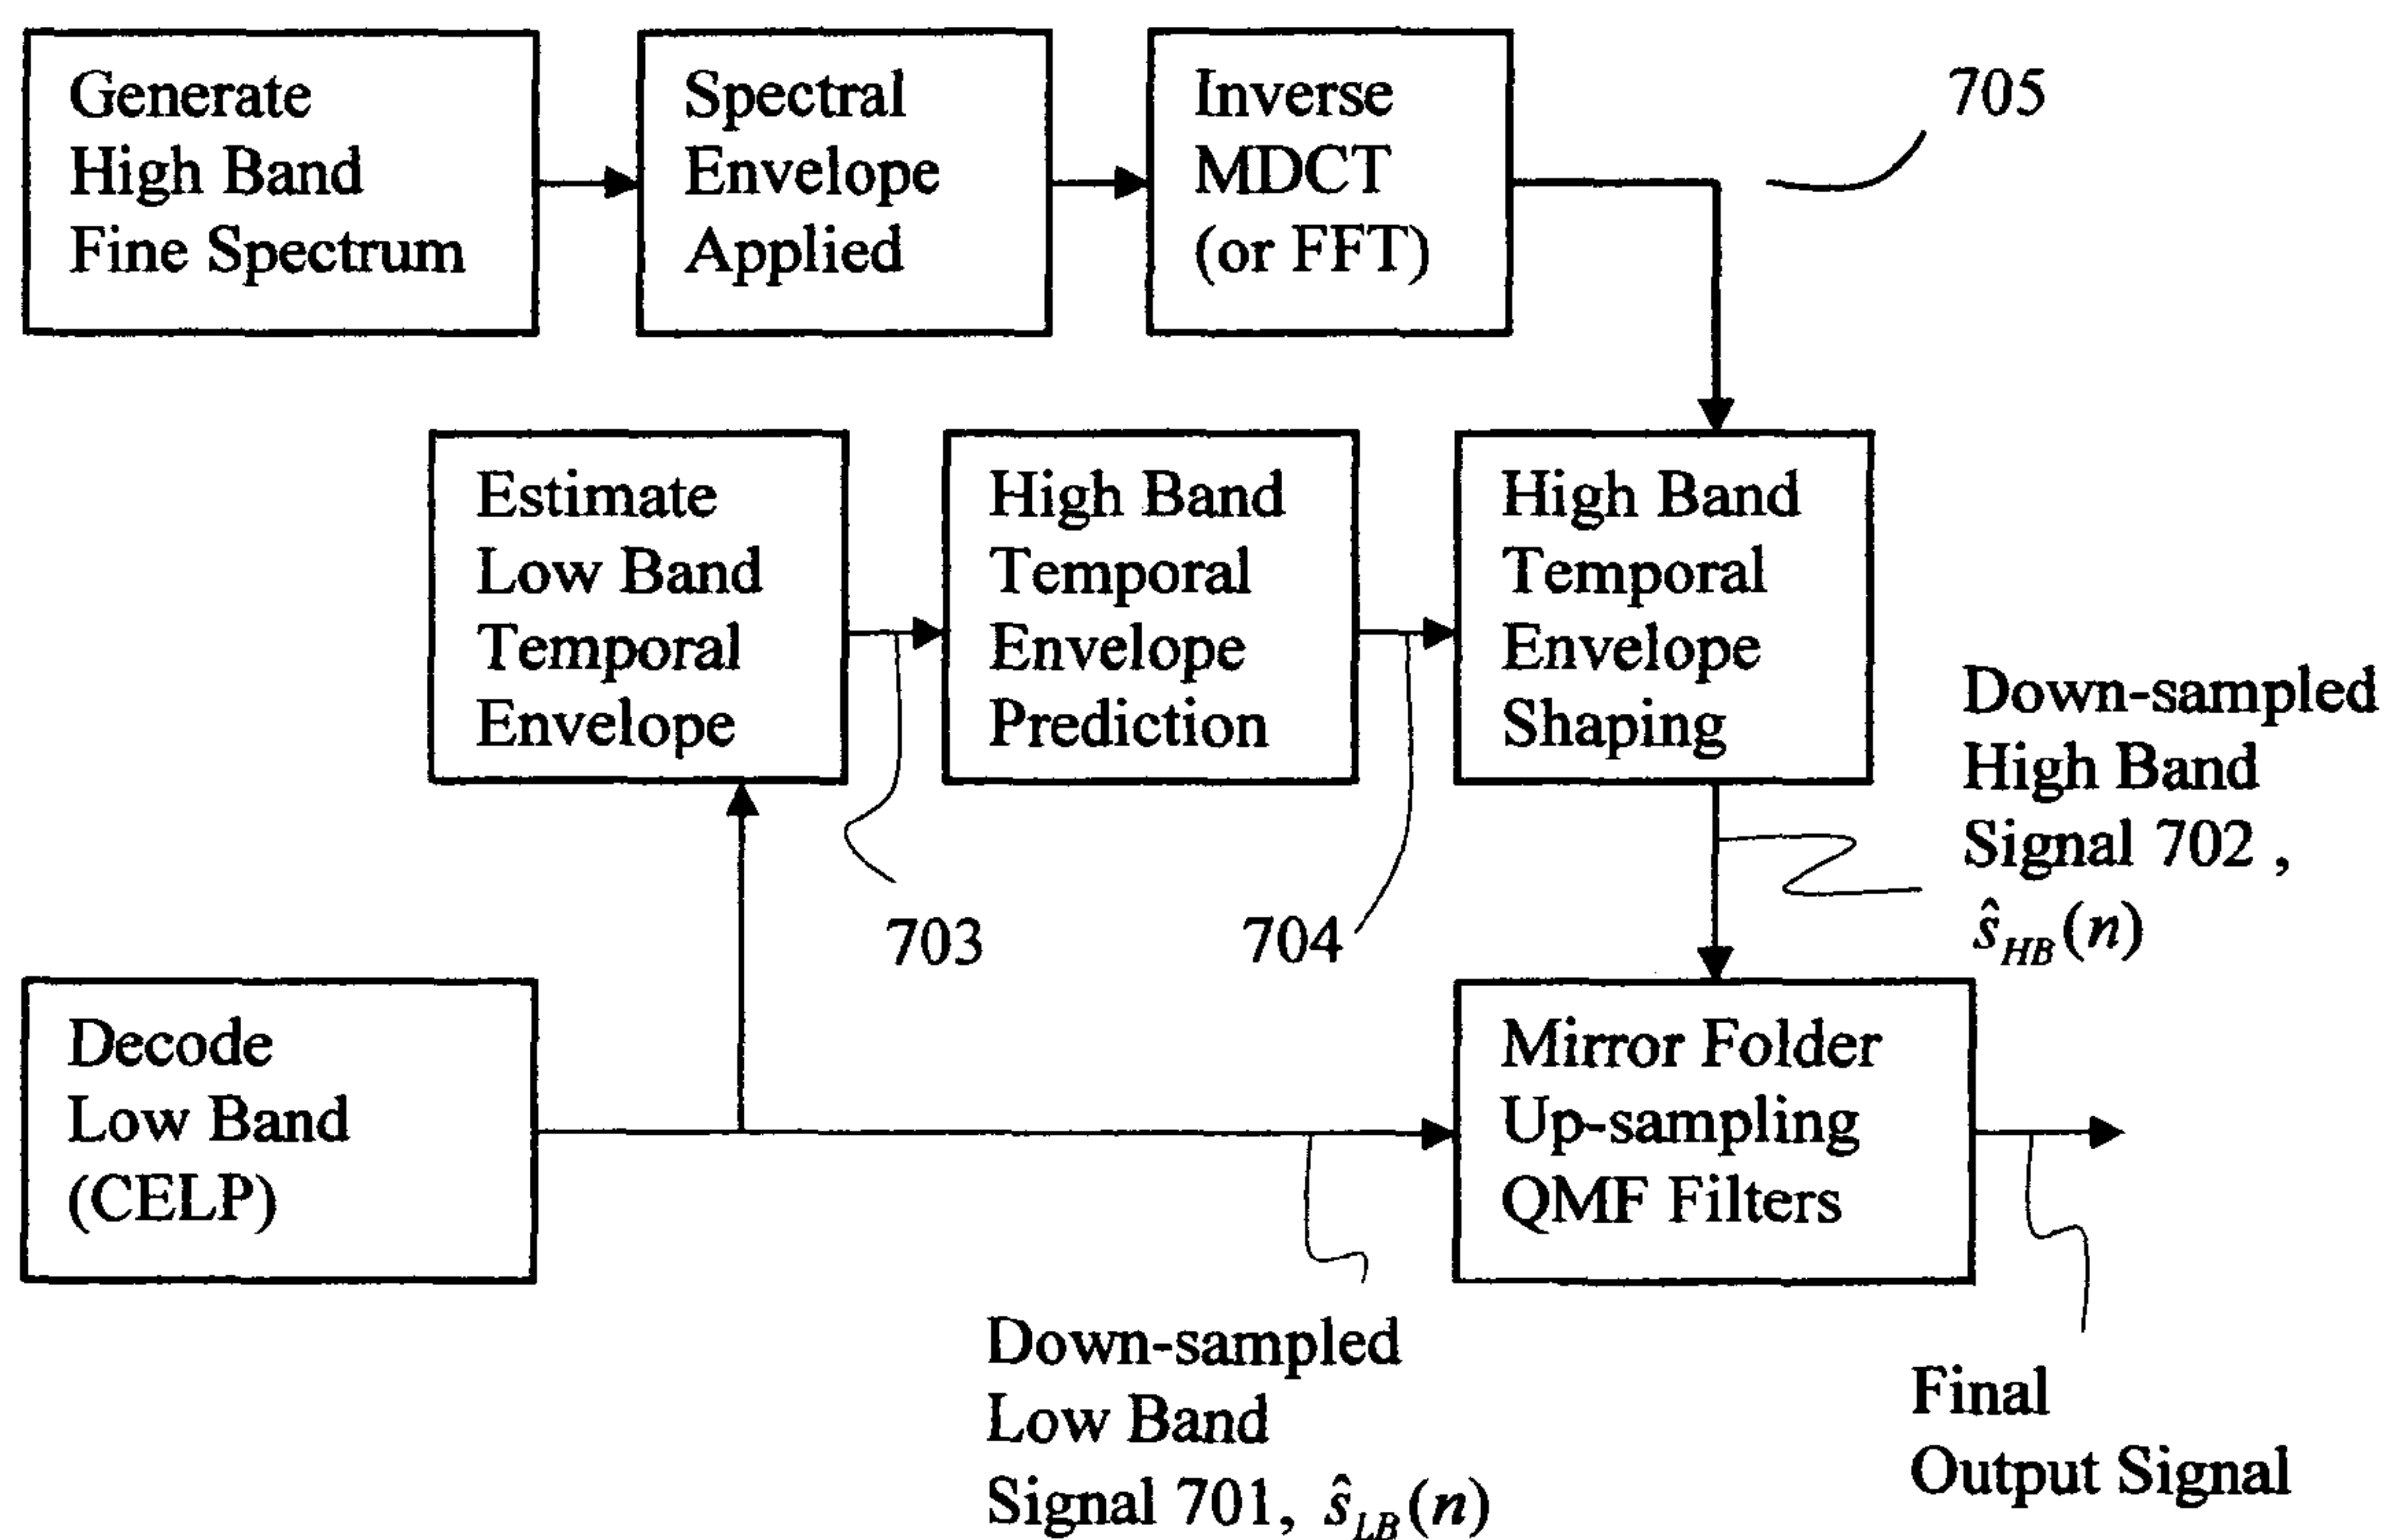 Generate
High Band
Fine Spectrum
Spectral
Envelope
Applied
Inverse
MDCT
(or FFT)
705
Estimate
Low Band
Temporal
Envelope
High Band
Temporal
Envelope
Prediction
High Band
Temporal
Envelope
Shaping
Down-sampled
High Band
Signal 702 ,
ŝ_HB(n)
703
704
Decode
Low Band
(CELP)
Mirror Folder
Up-sampling
QMF Filters
Down-sampled
Low Band
Signal 701, ŝ_LB(n)
Final
Output Signal